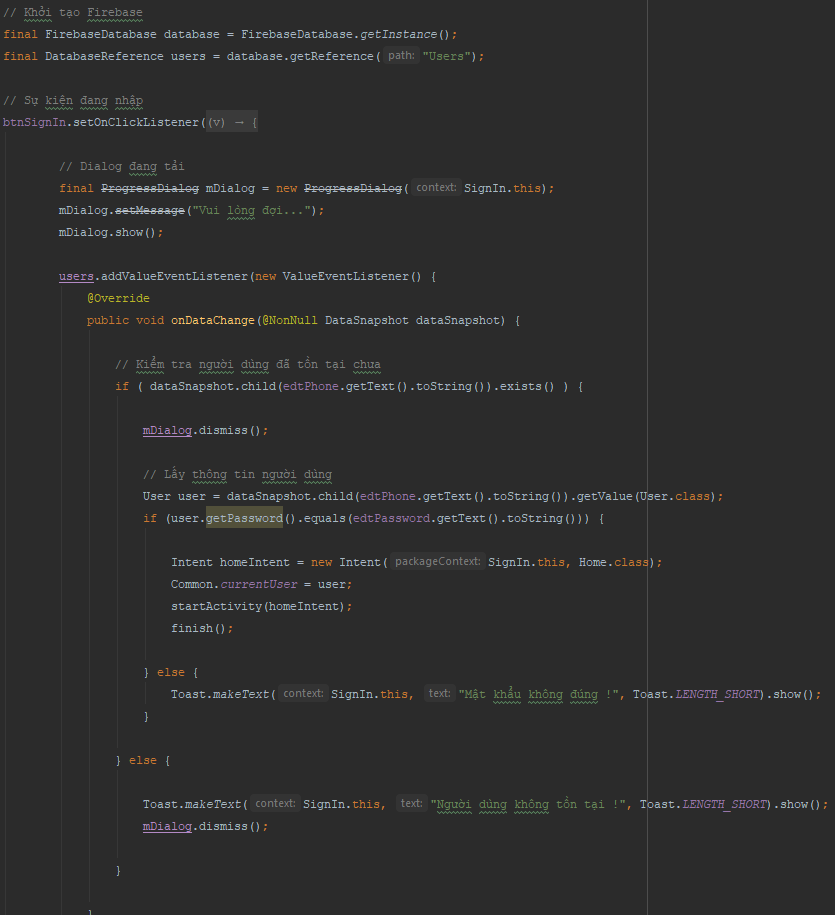 // Khởi tạo Firebase
final FirebaseDatabase database = FirebaseDatabase.getInstance();
final DatabaseReference users = database.getReference( path: "Users");
// Sự kiện đang nhập
btnSignIn.setOnClickListener((v) → {
// Dialog đang tải
final ProgressDialog mDialog = new ProgressDialog( context: SignIn.this);
mDialog.setMessage("Vui lòng đợi...");
mDialog.show();
users.addValueEventListener(new ValueEventListener() {
@Override
public void onDataChange(@NonNull DataSnapshot dataSnapshot) {
// Kiểm tra người dùng đã tồn tại chưa
if ( dataSnapshot.child(edtPhone.getText().toString()).exists() ) {
mDialog.dismiss();
// Lấy thông tin người dùng
User user = dataSnapshot.child(edtPhone.getText().toString()).getValue(User.class);
if (user.getPassword().equals(edtPassword.getText().toString())) {
Intent homeIntent = new Intent( packageContext: SignIn.this, Home.class);
Common.currentUser = user;
startActivity(homeIntent);
finish();
} else {
Toast.makeText( context: SignIn.this, text: "Mật khẩu không đúng !", Toast.LENGTH_SHORT).show();
}
} else {
Toast.makeText( context: SignIn.this, text: "Người dùng không tồn tại !", Toast.LENGTH_SHORT).show();
mDialog.dismiss();
}
}